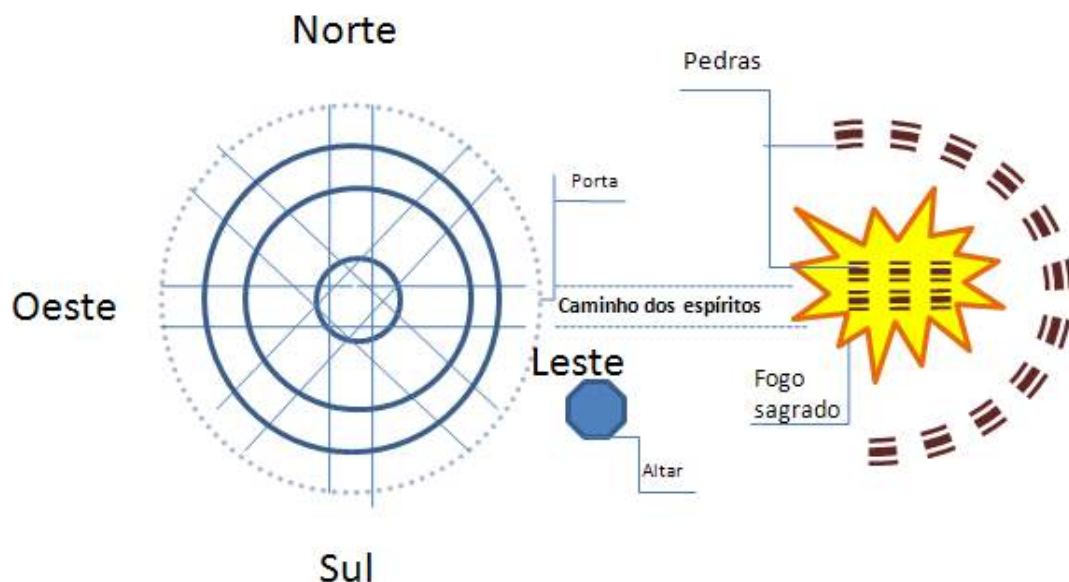 Norte
Pedras
Porta
Oeste
Caminho dos espíritos
Leste
Fogo
sagrado
Altar
Sul